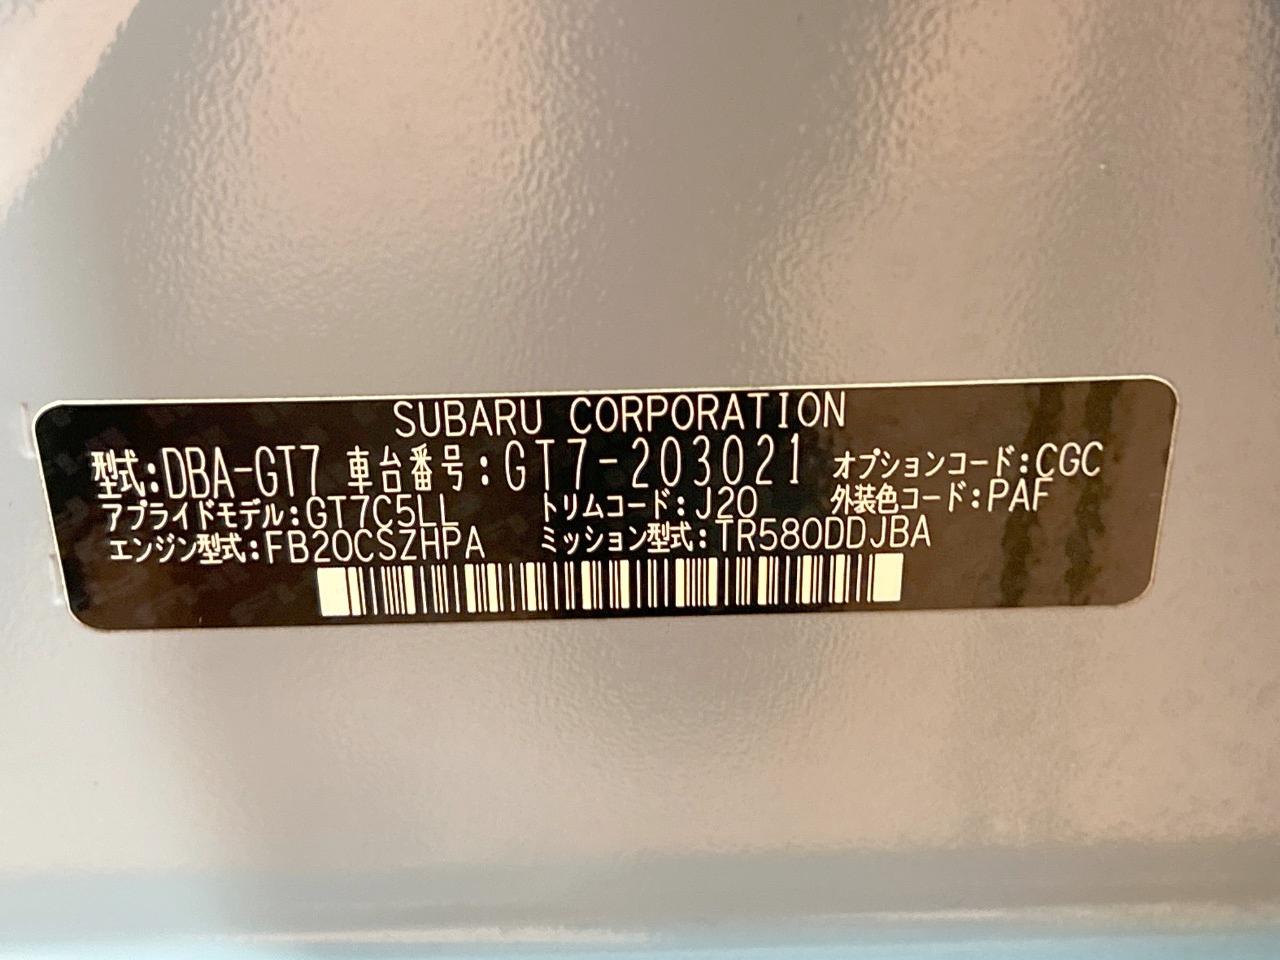 SUBARU CORPORATION
型式:DBA-GT7 車台番号:GT7-203021 オプションコード:CGC
アプライドモデル:GT7C5LL トリムコード:J20 外装色コード:PAF
エンジン型式:FB20CSZHPA ミッション型式:TR580DDJBA